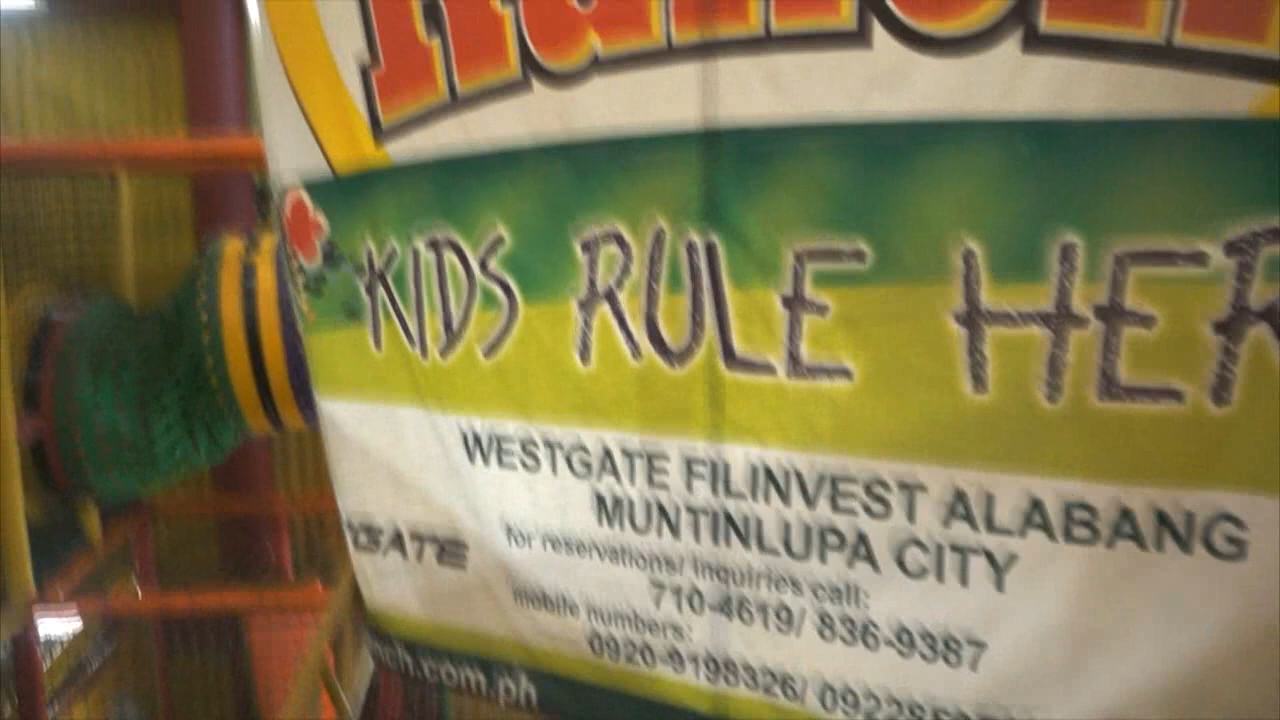 KIDS RULE HER
WESTGATE FILINVEST ALABANG
MUNTINLUPA CITY
GATE
for reservations/ inquiries call:
710-4619/ 836-9387
mobile numbers:
0920-9198326/
ch.com.ph